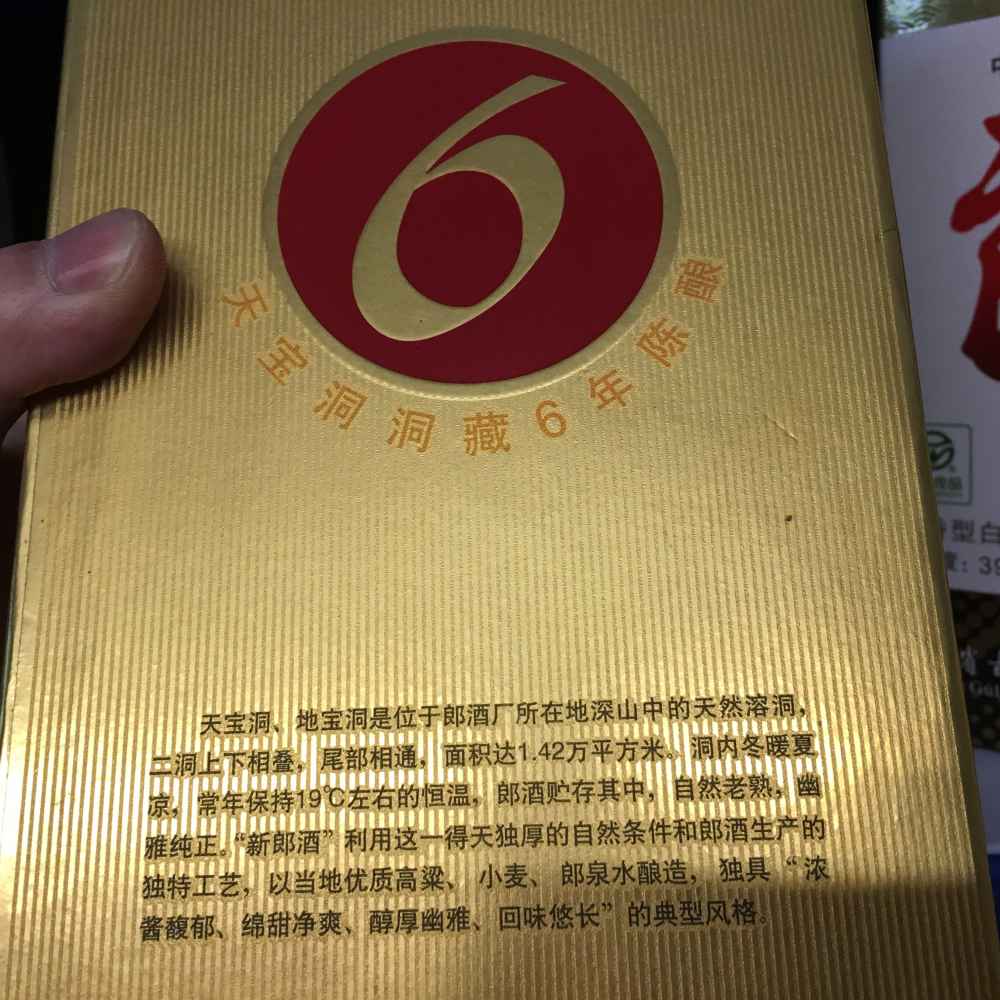 6
天宝洞洞藏6年陈酿
天宝洞、地宝洞是位于郎酒厂所在地深山中的天然溶洞，
二洞上下相叠，尾部相通，面积达1.42万平方米。洞内冬暖夏
凉，常年保持19℃左右的恒温，郎酒贮存其中，自然老熟，幽
雅纯正。“新郎酒”利用这一得天独厚的自然条件和郎酒生产的
独特工艺，以当地优质高粱、小麦、郎泉水酿造，独具“浓
酱馥郁、绵甜净爽、醇厚幽雅、回味悠长”的典型风格。
型白
39